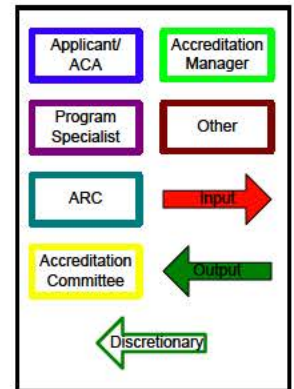 Applicant/
ACA
Accreditation
Manager
Program
Specialist
Other
ARC
Input
Accreditation
Committee
Output
Discretionary